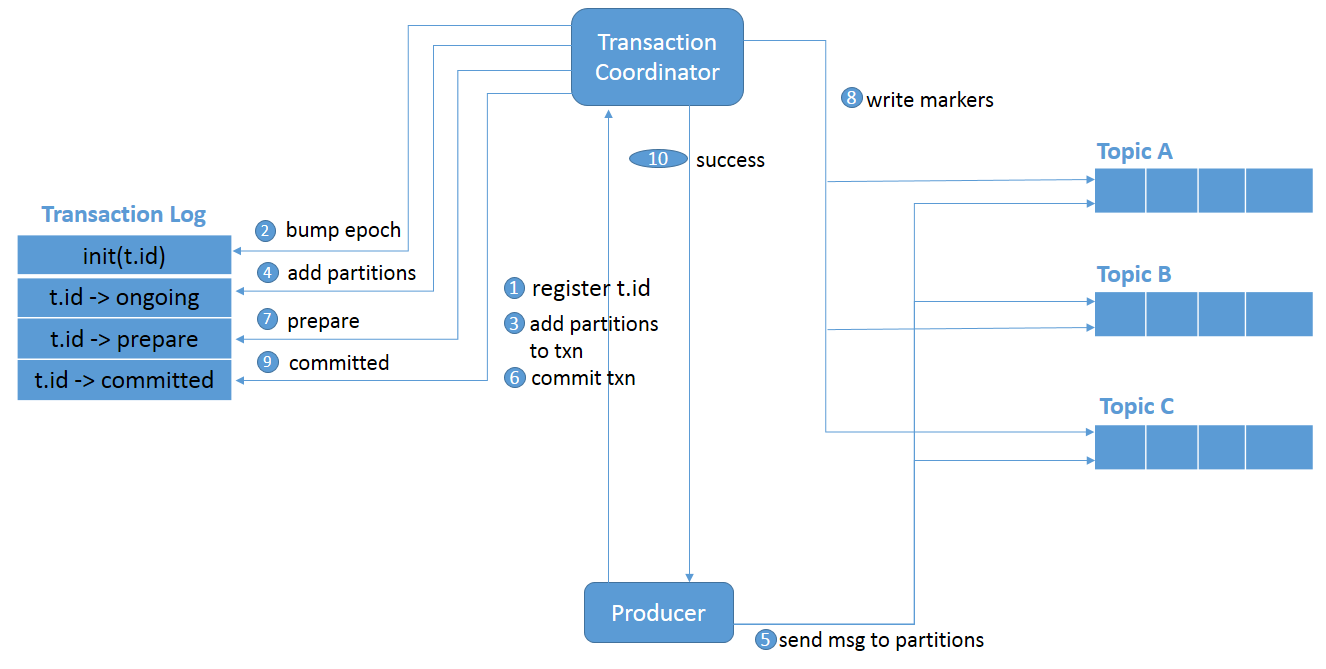 Transaction
Coordinator
8 write markers
10 success
Topic A
Transaction Log
2 bump epoch
init(t.id)
4 add partitions
t.id -> ongoing
7 prepare
t.id -> prepare
9 committed
t.id -> committed
1 register t.id
3 add partitions
to txn
6 commit txn
Topic B
Topic C
Producer
5 send msg to partitions